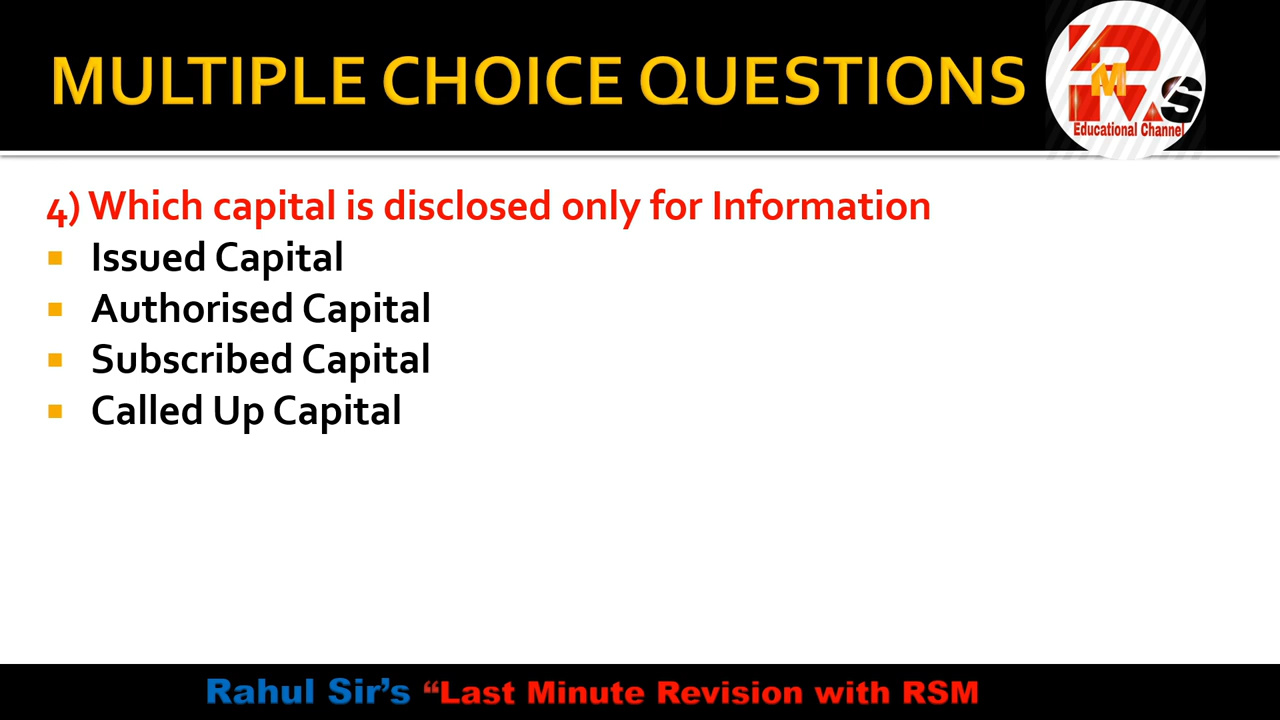 MULTIPLE CHOICE QUESTIONS
RMS
Educational Channel
4) Which capital is disclosed only for Information
▪ Issued Capital
▪ Authorised Capital
▪ Subscribed Capital
▪ Called Up Capital
Rahul Sir’s “Last Minute Revision with RSM